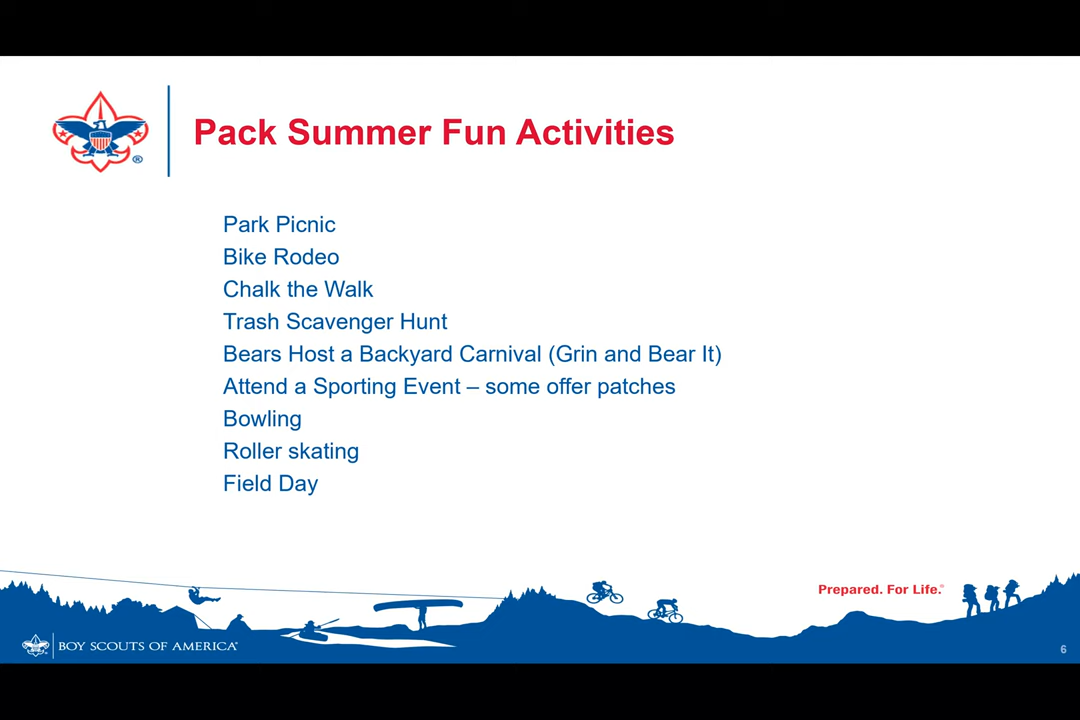 Pack Summer Fun Activities
Park Picnic
Bike Rodeo
Chalk the Walk
Trash Scavenger Hunt
Bears Host a Backyard Carnival (Grin and Bear It)
Attend a Sporting Event – some offer patches
Bowling
Roller skating
Field Day
Prepared. For Life.®
BOY SCOUTS OF AMERICA®
6